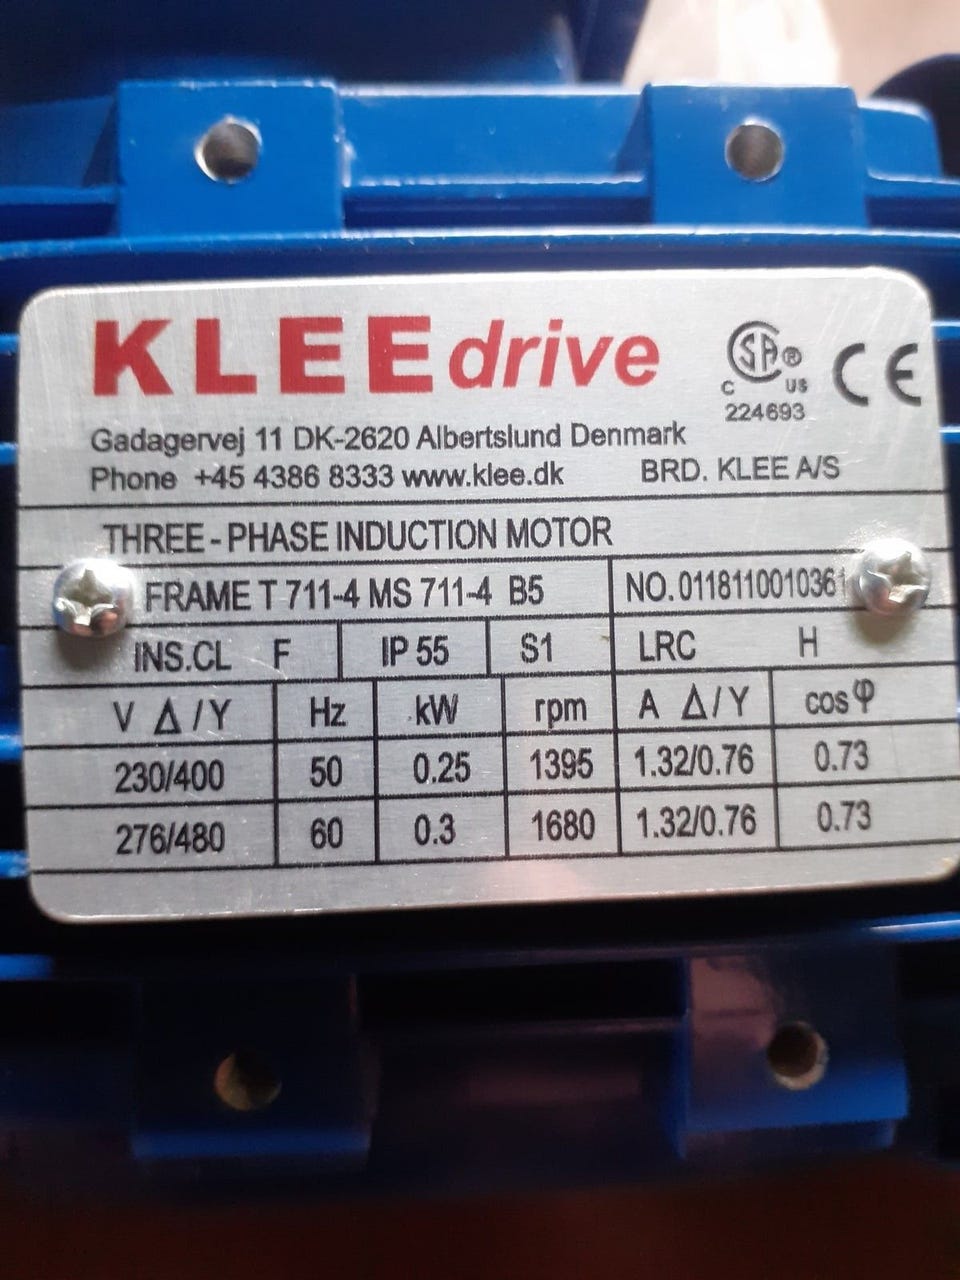 KLEEdrive
SA®
C US
224693
CE
Gadagervej 11 DK-2620 Albertslund Denmark
Phone +45 4386 8333 www.klee.dk BRD. KLEE A/S
THREE-PHASE INDUCTION MOTOR
FRAME T 711-4 MS 711-4 B5 NO. 0118110010361
INS.CL F IP 55 S1 LRC H
V Δ/Y Hz kW rpm A Δ/Y cosφ
230/400 50 0.25 1395 1.32/0.76 0.73
276/480 60 0.3 1680 1.32/0.76 0.73